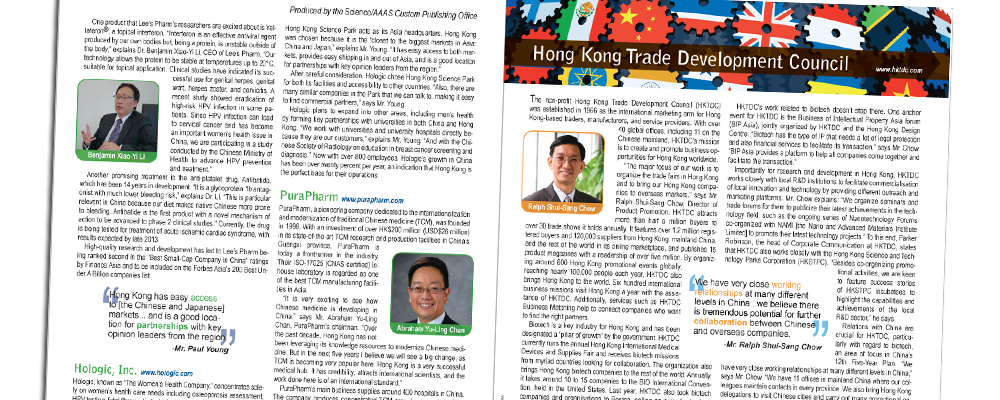 Produced by the Science/AAAS Custom Publishing Office
One product that Lee's Pharm's researchers are excited about is Yal-
laferon®, a topical interferon. "Interferon is an effective antiviral agent
produced by our own bodies but, being a protein, is unstable outside of
the body," explains Dr. Benjamin Xiao-Yi Li, CEO of Lee's Pharm. "Our
technology allows the protein to be stable at temperatures up to 20°C,
suitable for topical application. Clinical studies have indicated its suc-
cessful use for genital herpes, genital
wart, herpes zoster, and cervicitis. A
recent study showed eradication of
high-risk HPV infection in some pa-
tients. Since HPV infection can lead
to cervical cancer and has become
an important women's health issue in
China, we are participating in a study
conducted by the Chinese Ministry of
Health to advance HPV prevention
and treatment."
Benjamin Xiao-Yi Li
Another promising treatment is the anti-platelet drug, Antibatide,
which has been 14 years in development. "It is a glycoprotein 1b antag-
onist with much lower bleeding risk," explains Dr. Li. "This is particular
relevant in China because our diet makes native Chinese more prone
to bleeding. Antibatide is the first product with a novel mechanism of
action to be advanced to phase 2 clinical studies." Currently, the drug
is being tested for treatment of acute ischemic cardiac syndrome, with
results expected by late 2013.
High-quality research and development has led to Lee's Pharm be-
ing ranked second in the "Best Small-Cap Company in China" ratings
by Finance Asia and to be included on the Forbes Asia's 200 Best Un-
der A Billion companies list.
"Hong Kong has easy access
to [the Chinese and Japanese]
markets... and is a good loca-
tion for partnerships with key
opinion leaders from the region."
-Mr. Paul Young
Hologic, Inc. www.hologic.com
Hologic, known as "The Women's Health Company," concentrates sole-
ly on women's health care needs including osteoporosis assessment,
Hong Kong Science Park acts as its Asia headquarters. Hong Kong
was chosen because it is the "closest to the biggest markets in Asia:
China and Japan," explains Mr. Young. "It has easy access to both mar-
kets, provides easy shipping in and out of Asia, and is a good location
for partnerships with key opinion leaders from the region."
After careful consideration, Hologic chose Hong Kong Science Park
for both its facilities and accessibility to other countries. "Also, there are
many similar companies in the Park that we can talk to, making it easy
to find commercial partners," says Mr. Young.
Hologic plans to expand into other areas, including men's health
by forming key partnerships with universities in both China and Hong
Kong. "We work with universities and university hospitals directly be-
cause they are our customers," explains Mr. Young. "And with the Chi-
nese Society of Radiology on education in breast cancer screening and
diagnosis." Now with over 800 employees, Hologic's growth in China
has been over twenty percent per year, an indication that Hong Kong is
the perfect base for their operations.
PuraPharm www.purapharm.com
PuraPharm, a pioneering company dedicated to the internationalization
and modernization of traditional Chinese medicine (TCM), was founded
in 1998. With an investment of over HK$200 million (USD$26 million)
in its state-of-the-art TCM research and production facilities in China's
Guangxi province, PuraPharm is
today a frontrunner in the industry.
Their ISO-17025 (CNAS certified) in-
house laboratory is regarded as one
of the best TCM manufacturing facili-
ties in Asia.
"It is very exciting to see how
Chinese medicine is developing in
China," says Mr. Abraham Yu-Ling
Chan, PuraPharm's chairman. "Over
the past decade, Hong Kong has not
been leveraging its knowledge resources to modernize Chinese medi-
cine. But in the next five years I believe we will see a big change, as
TCM is becoming very popular here. Hong Kong is a very successful
medical hub. It has credibility, attracts international scientists, and the
work done here is of an international standard."
PuraPharm's main business supplies around 400 hospitals in China.
Abraham Yu-Ling Chan
Hong Kong Trade Development Council
www.hktdc.com
The non-profit Hong Kong Trade Development Council (HKTDC)
was established in 1966 as the international marketing arm for Hong
Kong-based traders, manufacturers, and service providers. With over
40 global offices, including 11 on the
Chinese mainland, HKTDC's mission
is to create and promote business op-
portunities for Hong Kong worldwide.
"The major focus of our work is to
organize the trade fairs in Hong Kong
and to bring our Hong Kong compa-
nies to overseas markets," says Mr.
Ralph Shui-Sang Chow, Director of
Product Promotion. HKTDC attracts
more than half a million buyers to
Ralph Shui-Sang Chow
over 30 trade shows it holds annually. It features over 1.2 million regis-
tered buyers and 120,000 suppliers from Hong Kong, mainland China,
and the rest of the world in its online marketplace, and publishes 15
product magazines with a readership of over five million. By organiz-
ing around 600 Hong Kong promotional events globally,
reaching nearly 100,000 people each year, HKTDC also
brings Hong Kong to the world. Six hundred international
business missions visit Hong Kong a year with the assis-
tance of HKTDC. Additionally, services such as HKTDC
Business Matching help to connect companies who want
to find the right partners.
Biotech is a key industry for Hong Kong and has been
designated a "pillar of growth" by the government. HKTDC
currently runs the annual Hong Kong International Medical
Devices and Supplies Fair and receives biotech missions
from myriad countries looking for collaboration. The organization also
brings Hong Kong biotech companies to the rest of the world. Annually,
it takes around 10 to 15 companies to the BIO International Conven-
tion, held in the United States. Last year, HKTDC also took biotech
HKTDC's work related to biotech doesn't stop there. One anchor
event for HKTDC is the Business of Intellectual Property Asia forum
(BIP Asia), jointly organized by HKTDC and the Hong Kong Design
Centre. "Biotech has the type of IP that needs a lot of legal protection
and also financial services to facilitate its transaction," says Mr Chow.
"BIP Asia provides a platform to help all companies come together and
facilitate the transaction."
Importantly for research and development in Hong Kong, HKTDC
works closely with local R&D institutions to facilitate commercialisation
of local innovation and technology by providing different outreach and
marketing platforms. Mr. Chow explains: "We organize seminars and
trade forums for them to publicize their latest achievements in the tech-
nology field, such as the ongoing series of Nanotechnology Forums
co-organized with NAMI [the Nano and Advanced Materials Institute
Limited] to promote their latest technology projects." To this end, Parker
Robinson, the head of Corporate Communication at HKTDC, states
that HKTDC also works closely with the Hong Kong Science and Tech-
nology Parks Corporation (HKSTPC). "Besides co-organizing promo-
tional activities, we are keen
to feature success stories
of HKSTPC incubatees to
highlight the capabilities and
achievements of the local
R&D sector," he says.
Relations with China are
crucial for HKTDC, particu-
larly with regard to biotech,
an area of focus in China's
12th Five-Year Plan. "We
have very close working relationships at many different levels in China,"
says Mr Chow. "We have 11 offices in mainland China where our col-
leagues maintain contacts in every province. We also bring Hong Kong
delegations to visit Chinese cities and carry out many promotional
"We have very close working
relationships at many different
levels in China...we believe there
is tremendous potential for further
collaboration between Chinese
and overseas companies."
-Mr. Ralph Shui-Sang Chow